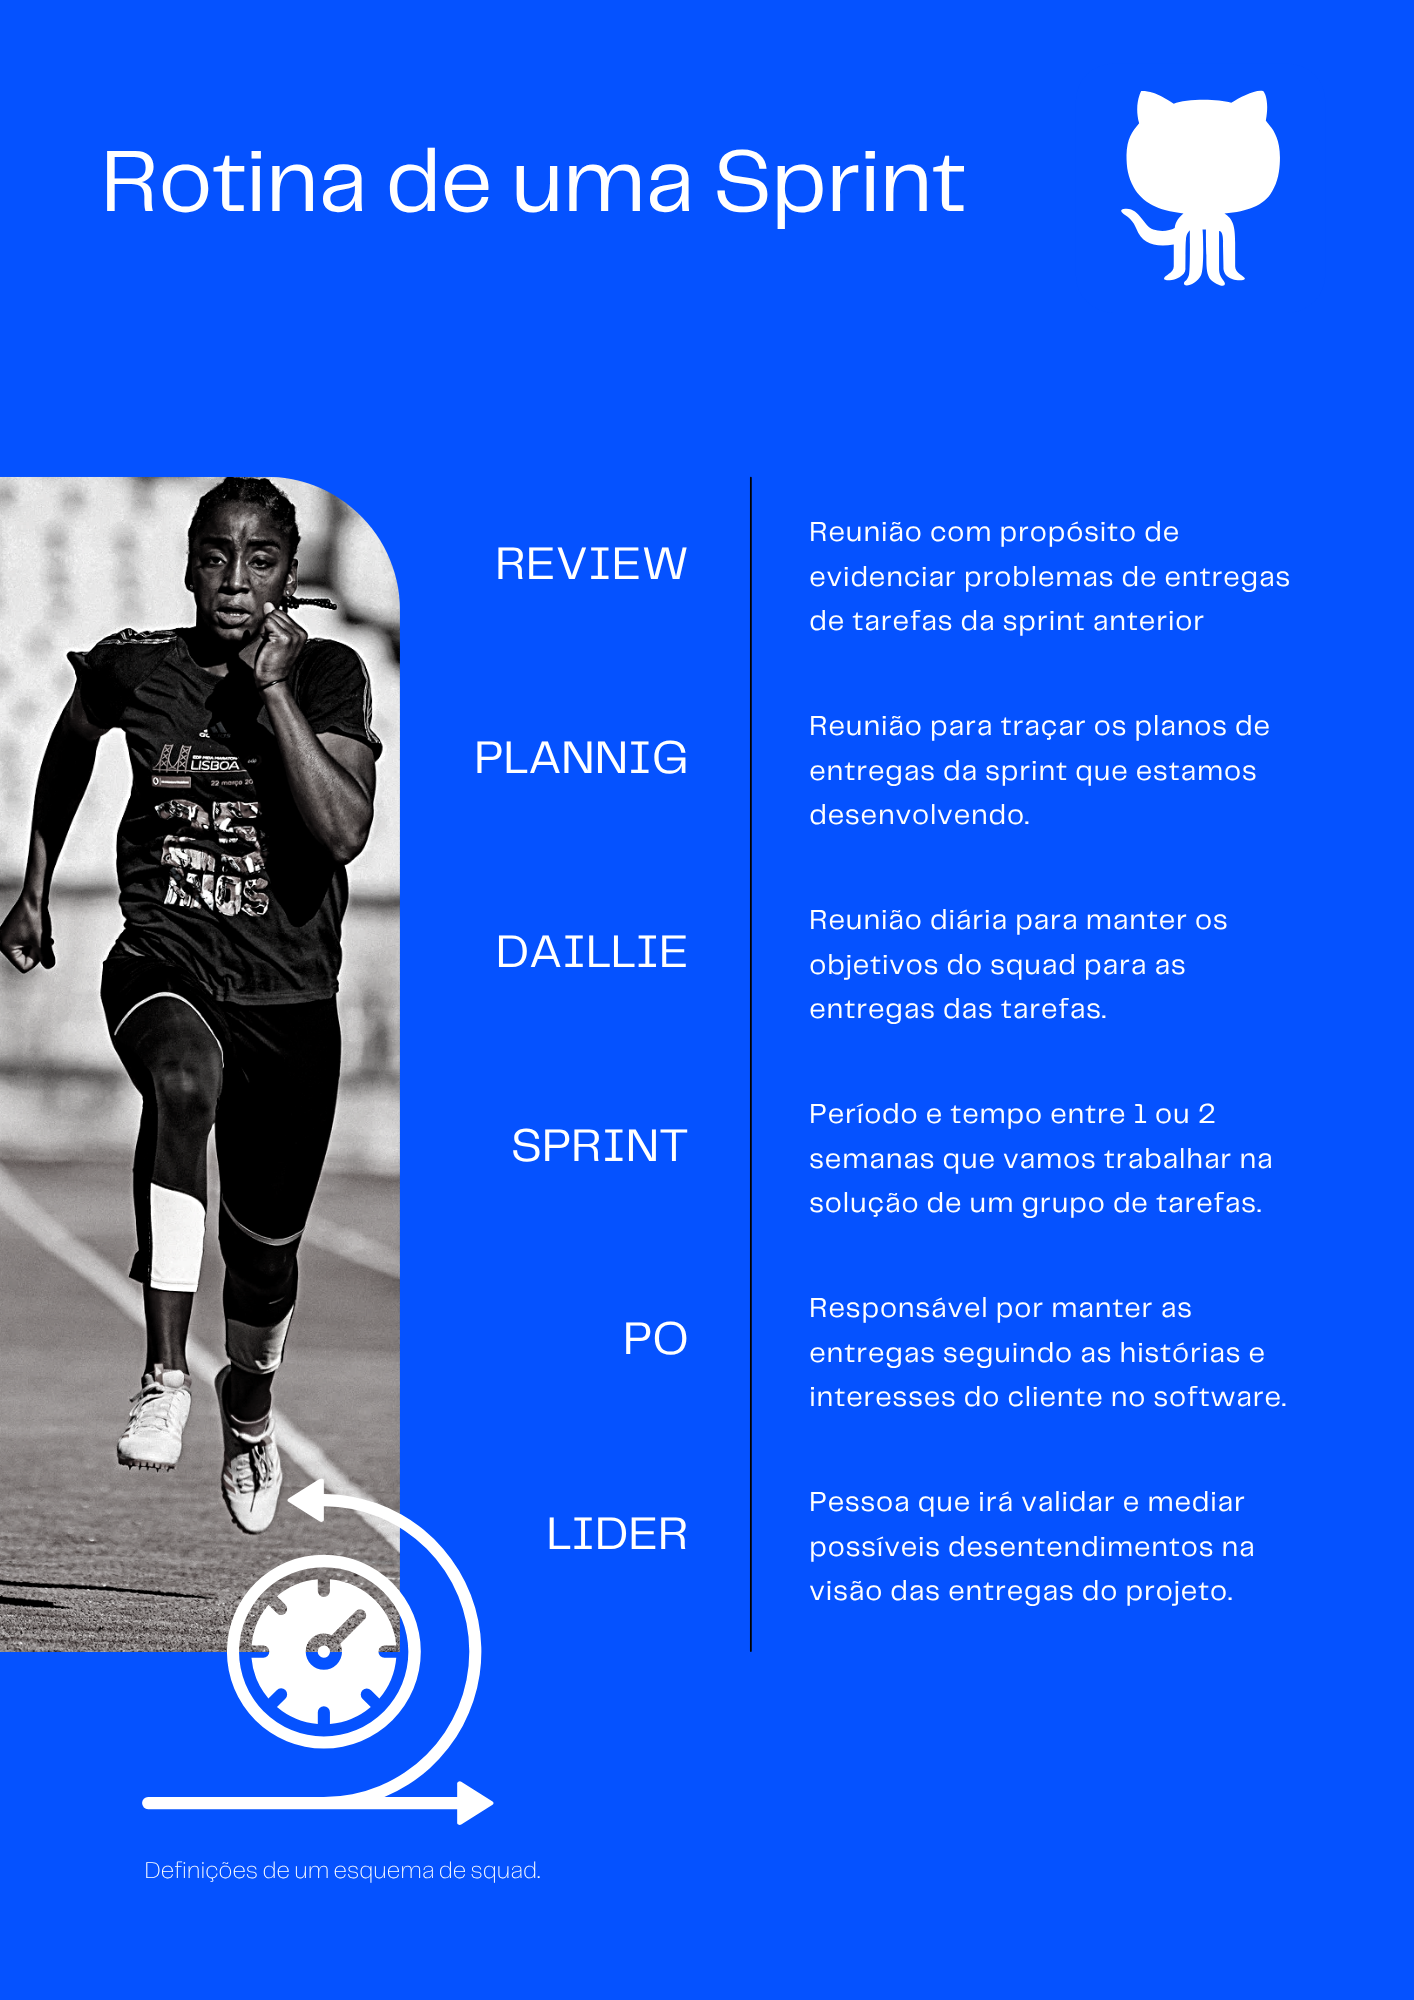 Rotina de uma Sprint
REVIEW
Reunião com propósito de
evidenciar problemas de entregas
de tarefas da sprint anterior
PLANNIG
Reunião para traçar os planos de
entregas da sprint que estamos
desenvolvendo.
DAILLIE
Reunião diária para manter os
objetivos do squad para as
entregas das tarefas.
SPRINT
Período e tempo entre 1 ou 2
semanas que vamos trabalhar na
solução de um grupo de tarefas.
PO
Responsável por manter as
entregas seguindo as histórias e
interesses do cliente no software.
LIDER
Pessoa que irá validar e mediar
possíveis desentendimentos na
visão das entregas do projeto.
LISBOA
22 março 20
Definições de um esquema de squad.